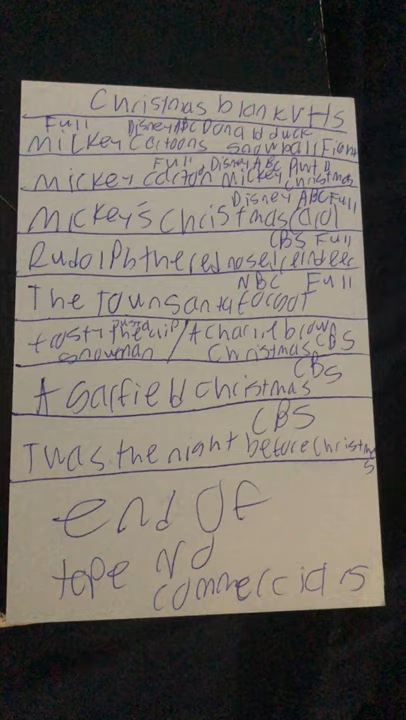 Christmas blank VHS
Full Disney ABC Donald duck
Mickey Cartoons snowball Fight
Full Disney ABC
Mickey Carton Mickey Christmas
Disney ABC Full
Mickey's Christmas Carol
CBS Full
Rudolph the red nosed reindeer
NBC Full
The Town santa forgot
frosty the / A Charlie brown
snowman Christmas CBS
CBS
A Garfield christmas
CBS
Twas the night before christmas
end Of
tape No
commercials